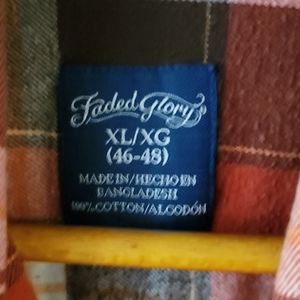 Faded Glory
XL/XG
(46-48)
MADE IN/HECHO EN
BANGLADESH
100% COTTON/ALGODÓN